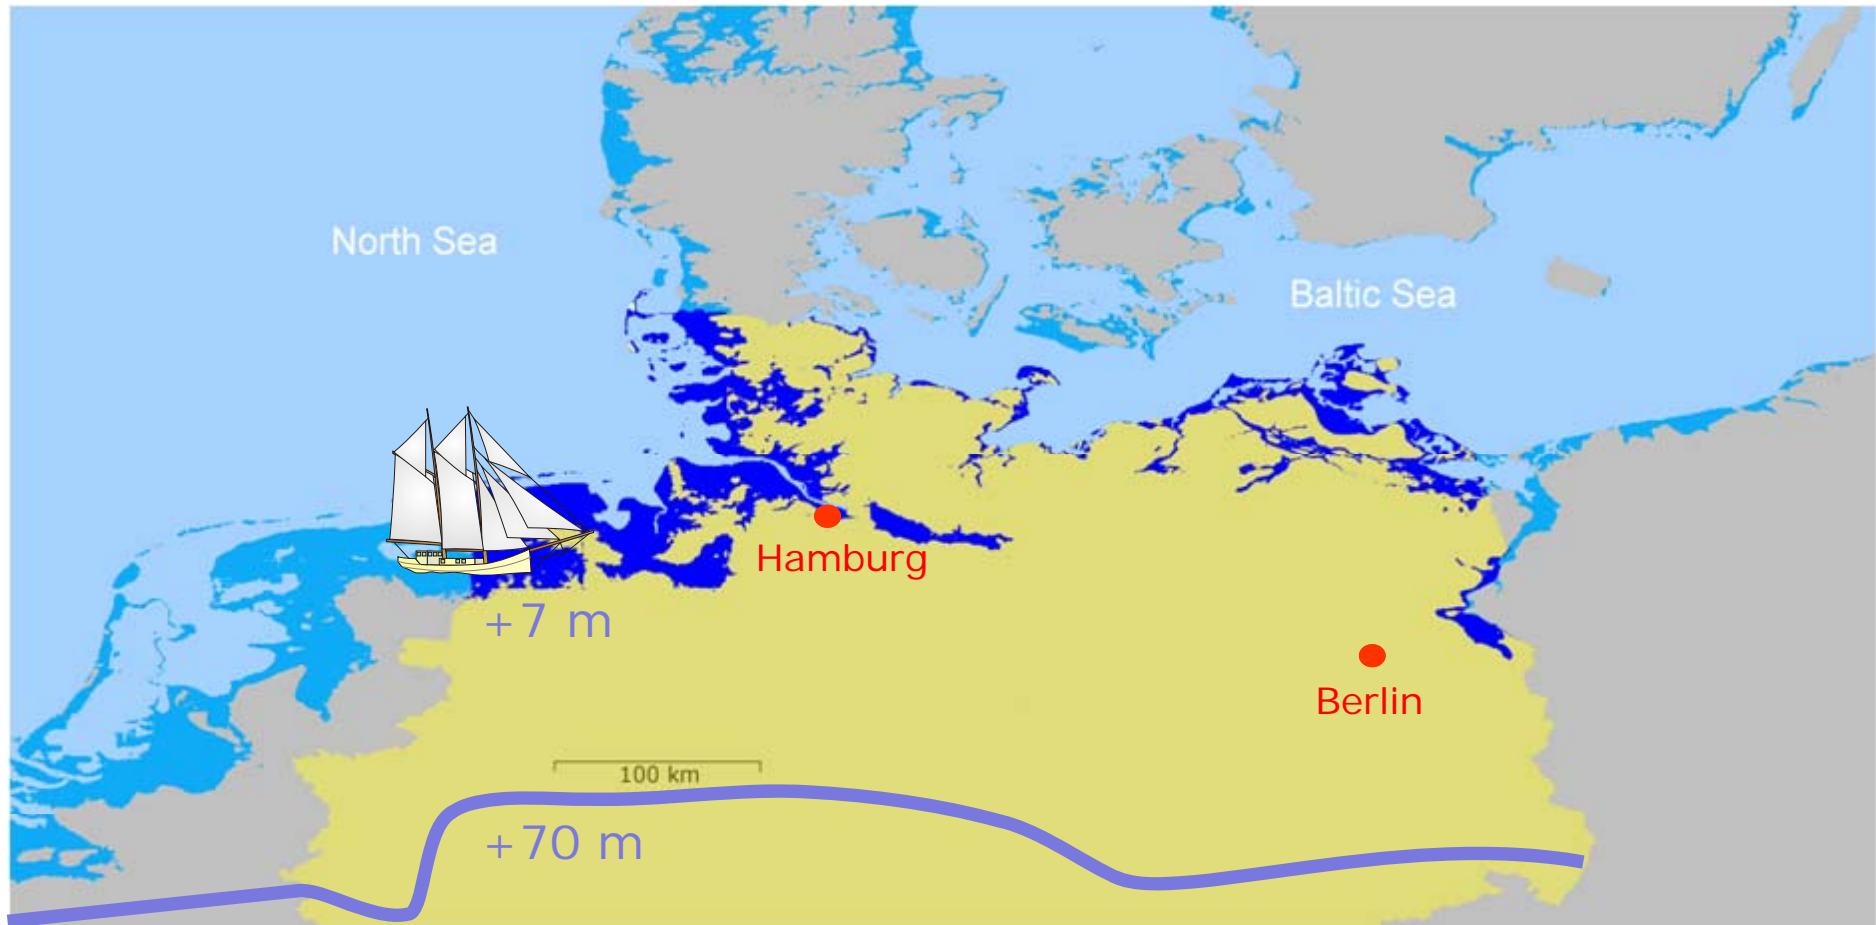 North Sea
Baltic Sea
Hamburg
+7 m
Berlin
100 km
+70 m